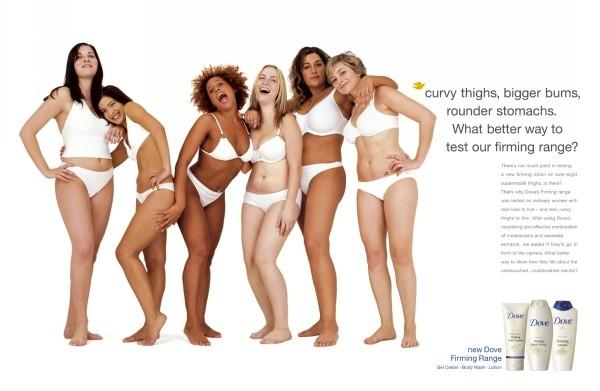 curvy thighs, bigger bums,
rounder stomachs.
What better way to
test our firming range?
There's not much point in testing
a new firming lotion on size-eight
supermodel thighs, is there?
That's why Dove's Firming range
was tested on ordinary women with
real lives to live – and real, curvy
thighs to firm. After using Dove's
nourishing and effective combination
of moisturisers and seaweed
extracts, we asked if they'd go in
front of the camera. What better
way to show how they felt about the
untouched, unairbrushed results?
Dove
Dove
Dove
new Dove
Firming Range
Gel Cream · Body Wash · Lotion